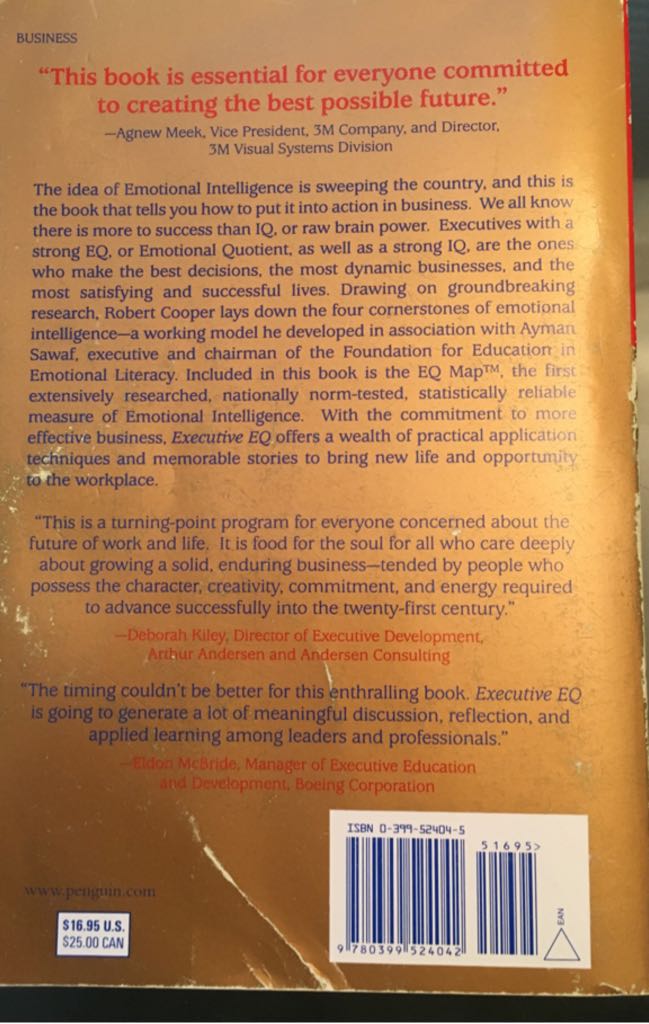 BUSINESS
“This book is essential for everyone committed
to creating the best possible future.”
—Agnew Meek, Vice President, 3M Company, and Director,
3M Visual Systems Division
The idea of Emotional Intelligence is sweeping the country, and this is
the book that tells you how to put it into action in business. We all know
there is more to success than IQ, or raw brain power. Executives with a
strong EQ, or Emotional Quotient, as well as a strong IQ, are the ones
who make the best decisions, the most dynamic businesses, and the
most satisfying and successful lives. Drawing on groundbreaking
research, Robert Cooper lays down the four cornerstones of emotional
intelligence—a working model he developed in association with Ayman
Sawaf, executive and chairman of the Foundation for Education in
Emotional Literacy. Included in this book is the EQ Map™, the first
extensively researched, nationally norm-tested, statistically reliable
measure of Emotional Intelligence. With the commitment to more
effective business, Executive EQ offers a wealth of practical application
techniques and memorable stories to bring new life and opportunity
to the workplace.
“This is a turning-point program for everyone concerned about the
future of work and life. It is food for the soul for all who care deeply
about growing a solid, enduring business—tended by people who
possess the character, creativity, commitment, and energy required
to advance successfully into the twenty-first century.”
—Deborah Kiley, Director of Executive Development,
Arthur Andersen and Andersen Consulting
“The timing couldn't be better for this enthralling book. Executive EQ
is going to generate a lot of meaningful discussion, reflection, and
applied learning among leaders and professionals.”
—Eldon McBride, Manager of Executive Education
and Development, Boeing Corporation
ISBN 0-399-52404-5
51695>
9 780399 524042
EAN
www.penguin.com
$16.95 U.S.
$25.00 CAN